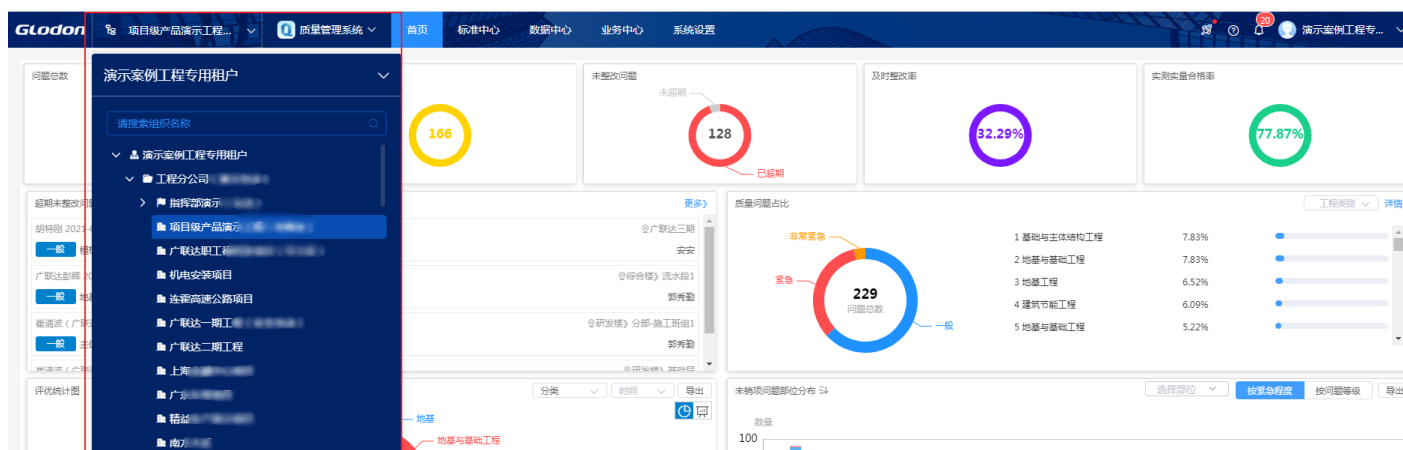 GLodon 项目级产品演示工程... 质量管理系统 首页 标准中心 数据中心 业务中心 系统设置 20 演示案例工程专...
问题总数
演示案例工程专用租户
请搜索组织名称
演示案例工程专用租户
工程分公司
指挥部演示
项目级产品演示
广联达职工
机电安装项目
连霍高速公路项目
广联达一期工
广联达二期工程
上海
广
精益
南方
166
未整改问题
未超期
128
已超期
及时整改率
32.29%
实测实量合格率
77.87%
超期未整改问
更多》
胡特刚 2021-
广联达三期
一般
安安
广联达彭辉 20
综合楼》流水段1
一般 地基
郭秀勤
崔清波(广联
研发楼》分部-施工班组1
一般 主体
郭秀勤
质量问题占比
工程类别
详情
非常紧急
紧急
229
问题总数
一般
1 基础与主体结构工程 7.83%
2 地基与基础工程 7.83%
3 地基工程 6.52%
4 建筑节能工程 6.09%
5 地基与基础工程 5.22%
评优统计图
分类 时间 导出
地基
地基与基础工程
未销项问题部位分布
选择部位 按紧急程度 按问题等级 导出
数量
100